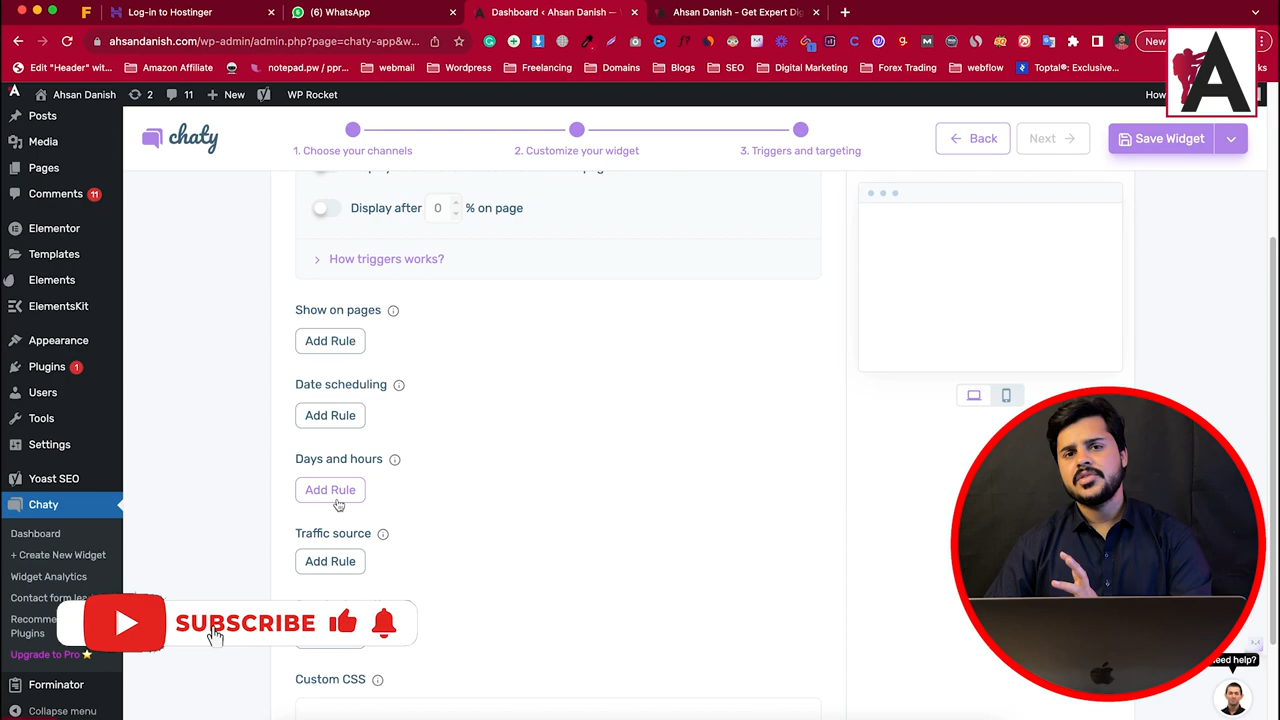 Log-in to Hostinger
(6) WhatsApp
Dashboard ‹ Ahsan Danish —
Ahsan Danish - Get Expert Dig
ahsandanish.com/wp-admin/admin.php?page=chaty-app&w...
New
Edit "Header" wit...
Amazon Affiliate
notepad.pw / ppr...
webmail
Wordpress
Freelancing
Domains
Blogs
SEO
Digital Marketing
Forex Trading
webflow
Toptal®: Exclusive...
A
Ahsan Danish
2
11
New
WP Rocket
Posts
Media
Pages
Comments 11
Elementor
Templates
Elements
ElementsKit
Appearance
Plugins 1
Users
Tools
Settings
Yoast SEO
Chaty
Dashboard
+ Create New Widget
Widget Analytics
Contact form
Plugins
Upgrade to Pro
Forminator
Collapse menu
chaty
1. Choose your channels
2. Customize your widget
3. Triggers and targeting
Back
Next
Save Widget
Display after 0 % on page
How triggers works?
Show on pages
Add Rule
Date scheduling
Add Rule
Days and hours
Add Rule
Traffic source
Add Rule
Custom CSS
SUBSCRIBE
need help?